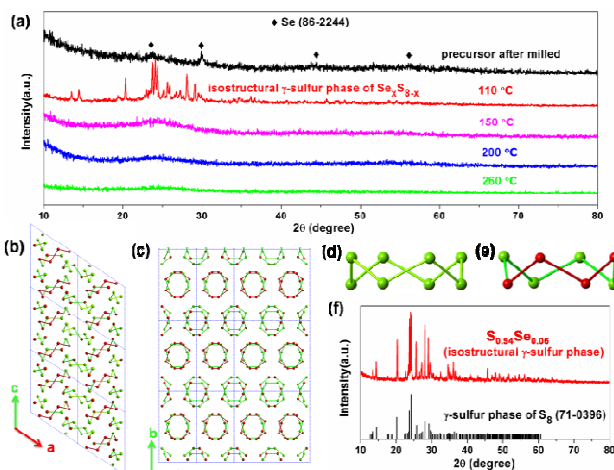 (a)
♦ Se (86-2244)
precursor after milled
isostructural γ-sulfur phase of SeₓS₈₋ₓ
110 °C
150 °C
200 °C
260 °C
Intensity(a.u.)
10 20 30 40 50 60 70 80
2θ (degree)
(b)
(c)
(d)
(e)
c
a
b
(f)
S₀.₉₄Se₀.₀₆
(isostructural γ-sulfur phase)
γ-sulfur phase of S₈ (71-0396)
Intensity(a.u.)
10 20 30 40 50 60 70 80
2θ (degree)